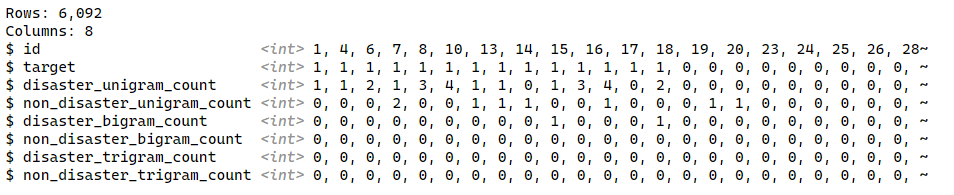 Rows: 6,092
Columns: 8
$ id                         <int> 1, 4, 6, 7, 8, 10, 13, 14, 15, 16, 17, 18, 19, 20, 23, 24, 25, 26, 28~
$ target                     <int> 1, 1, 1, 1, 1, 1, 1, 1, 1, 1, 1, 1, 1, 0, 0, 0, 0, 0, 0, 0, 0, 0, ~
$ disaster_unigram_count     <int> 1, 1, 2, 1, 3, 4, 1, 1, 0, 1, 3, 4, 0, 2, 0, 0, 0, 0, 0, 0, 0, 0, ~
$ non_disaster_unigram_count <int> 0, 0, 0, 2, 0, 0, 1, 1, 1, 0, 0, 1, 0, 0, 0, 1, 1, 0, 0, 0, 0, 0, ~
$ disaster_bigram_count      <int> 0, 0, 0, 0, 0, 0, 0, 0, 0, 1, 0, 0, 0, 1, 0, 0, 0, 0, 0, 0, 0, 0, ~
$ non_disaster_bigram_count  <int> 0, 0, 0, 0, 0, 0, 0, 0, 0, 0, 0, 0, 0, 0, 0, 0, 0, 0, 0, 0, 0, 0, ~
$ disaster_trigram_count     <int> 0, 0, 0, 0, 0, 0, 0, 0, 0, 0, 0, 0, 0, 0, 0, 0, 0, 0, 0, 0, 0, 0, ~
$ non_disaster_trigram_count <int> 0, 0, 0, 0, 0, 0, 0, 0, 0, 0, 0, 0, 0, 0, 0, 0, 0, 0, 0, 0, 0, 0, ~